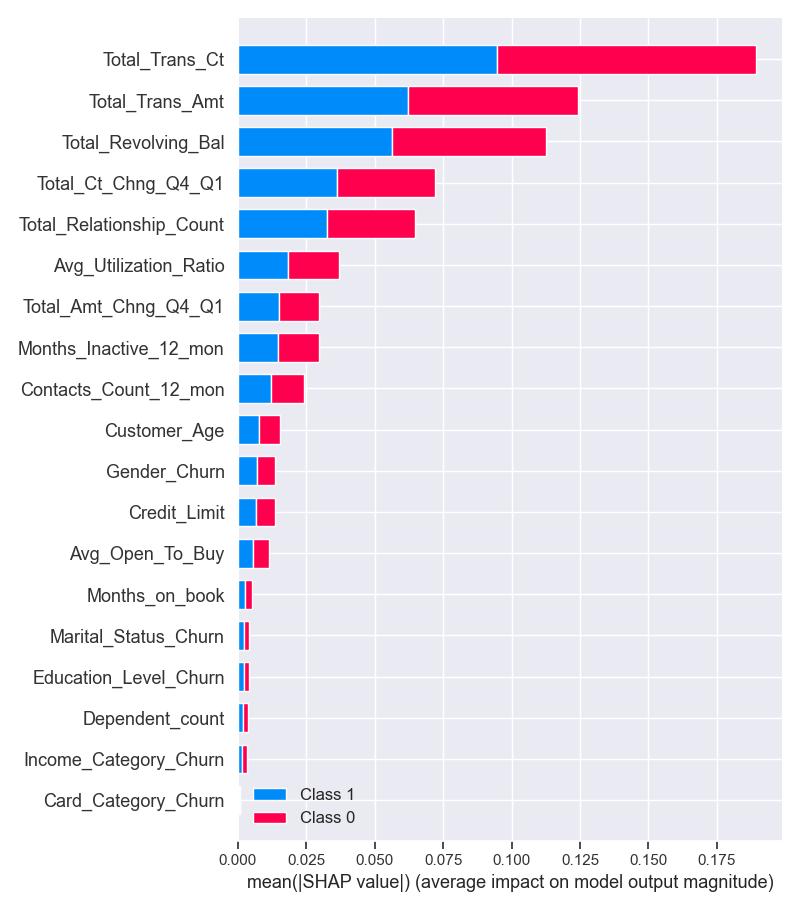 Total_Trans_Ct
Total_Trans_Amt
Total_Revolving_Bal
Total_Ct_Chng_Q4_Q1
Total_Relationship_Count
Avg_Utilization_Ratio
Total_Amt_Chng_Q4_Q1
Months_Inactive_12_mon
Contacts_Count_12_mon
Customer_Age
Gender_Churn
Credit_Limit
Avg_Open_To_Buy
Months_on_book
Marital_Status_Churn
Education_Level_Churn
Dependent_count
Income_Category_Churn
Card_Category_Churn
Class 1
Class 0
0.000 0.025 0.050 0.075 0.100 0.125 0.150 0.175
mean(|SHAP value|) (average impact on model output magnitude)